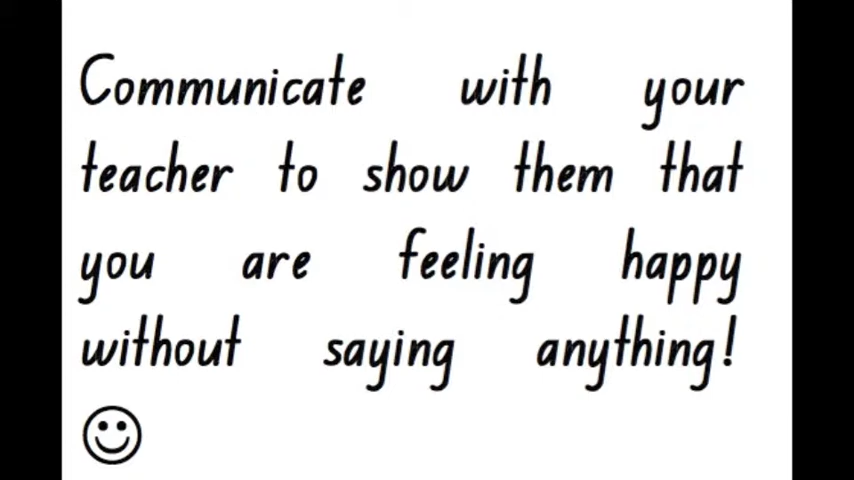 Communicate with your
teacher to show them that
you are feeling happy
without saying anything!